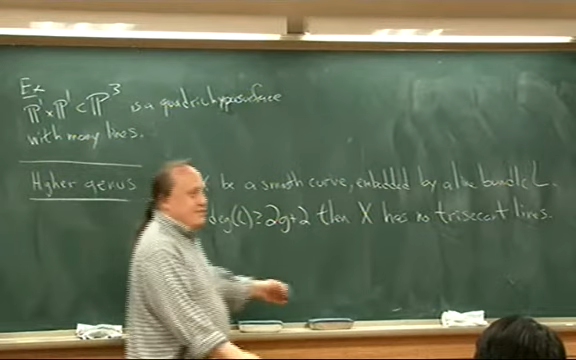 Ex
P¹×P¹ ⊂ P³ is a quadric hypersurface
with many lines.
Higher genus X be a smooth curve, embedded by a line bundle L.
deg(L) ≥ 2g+2 then X has no trisecant lines.